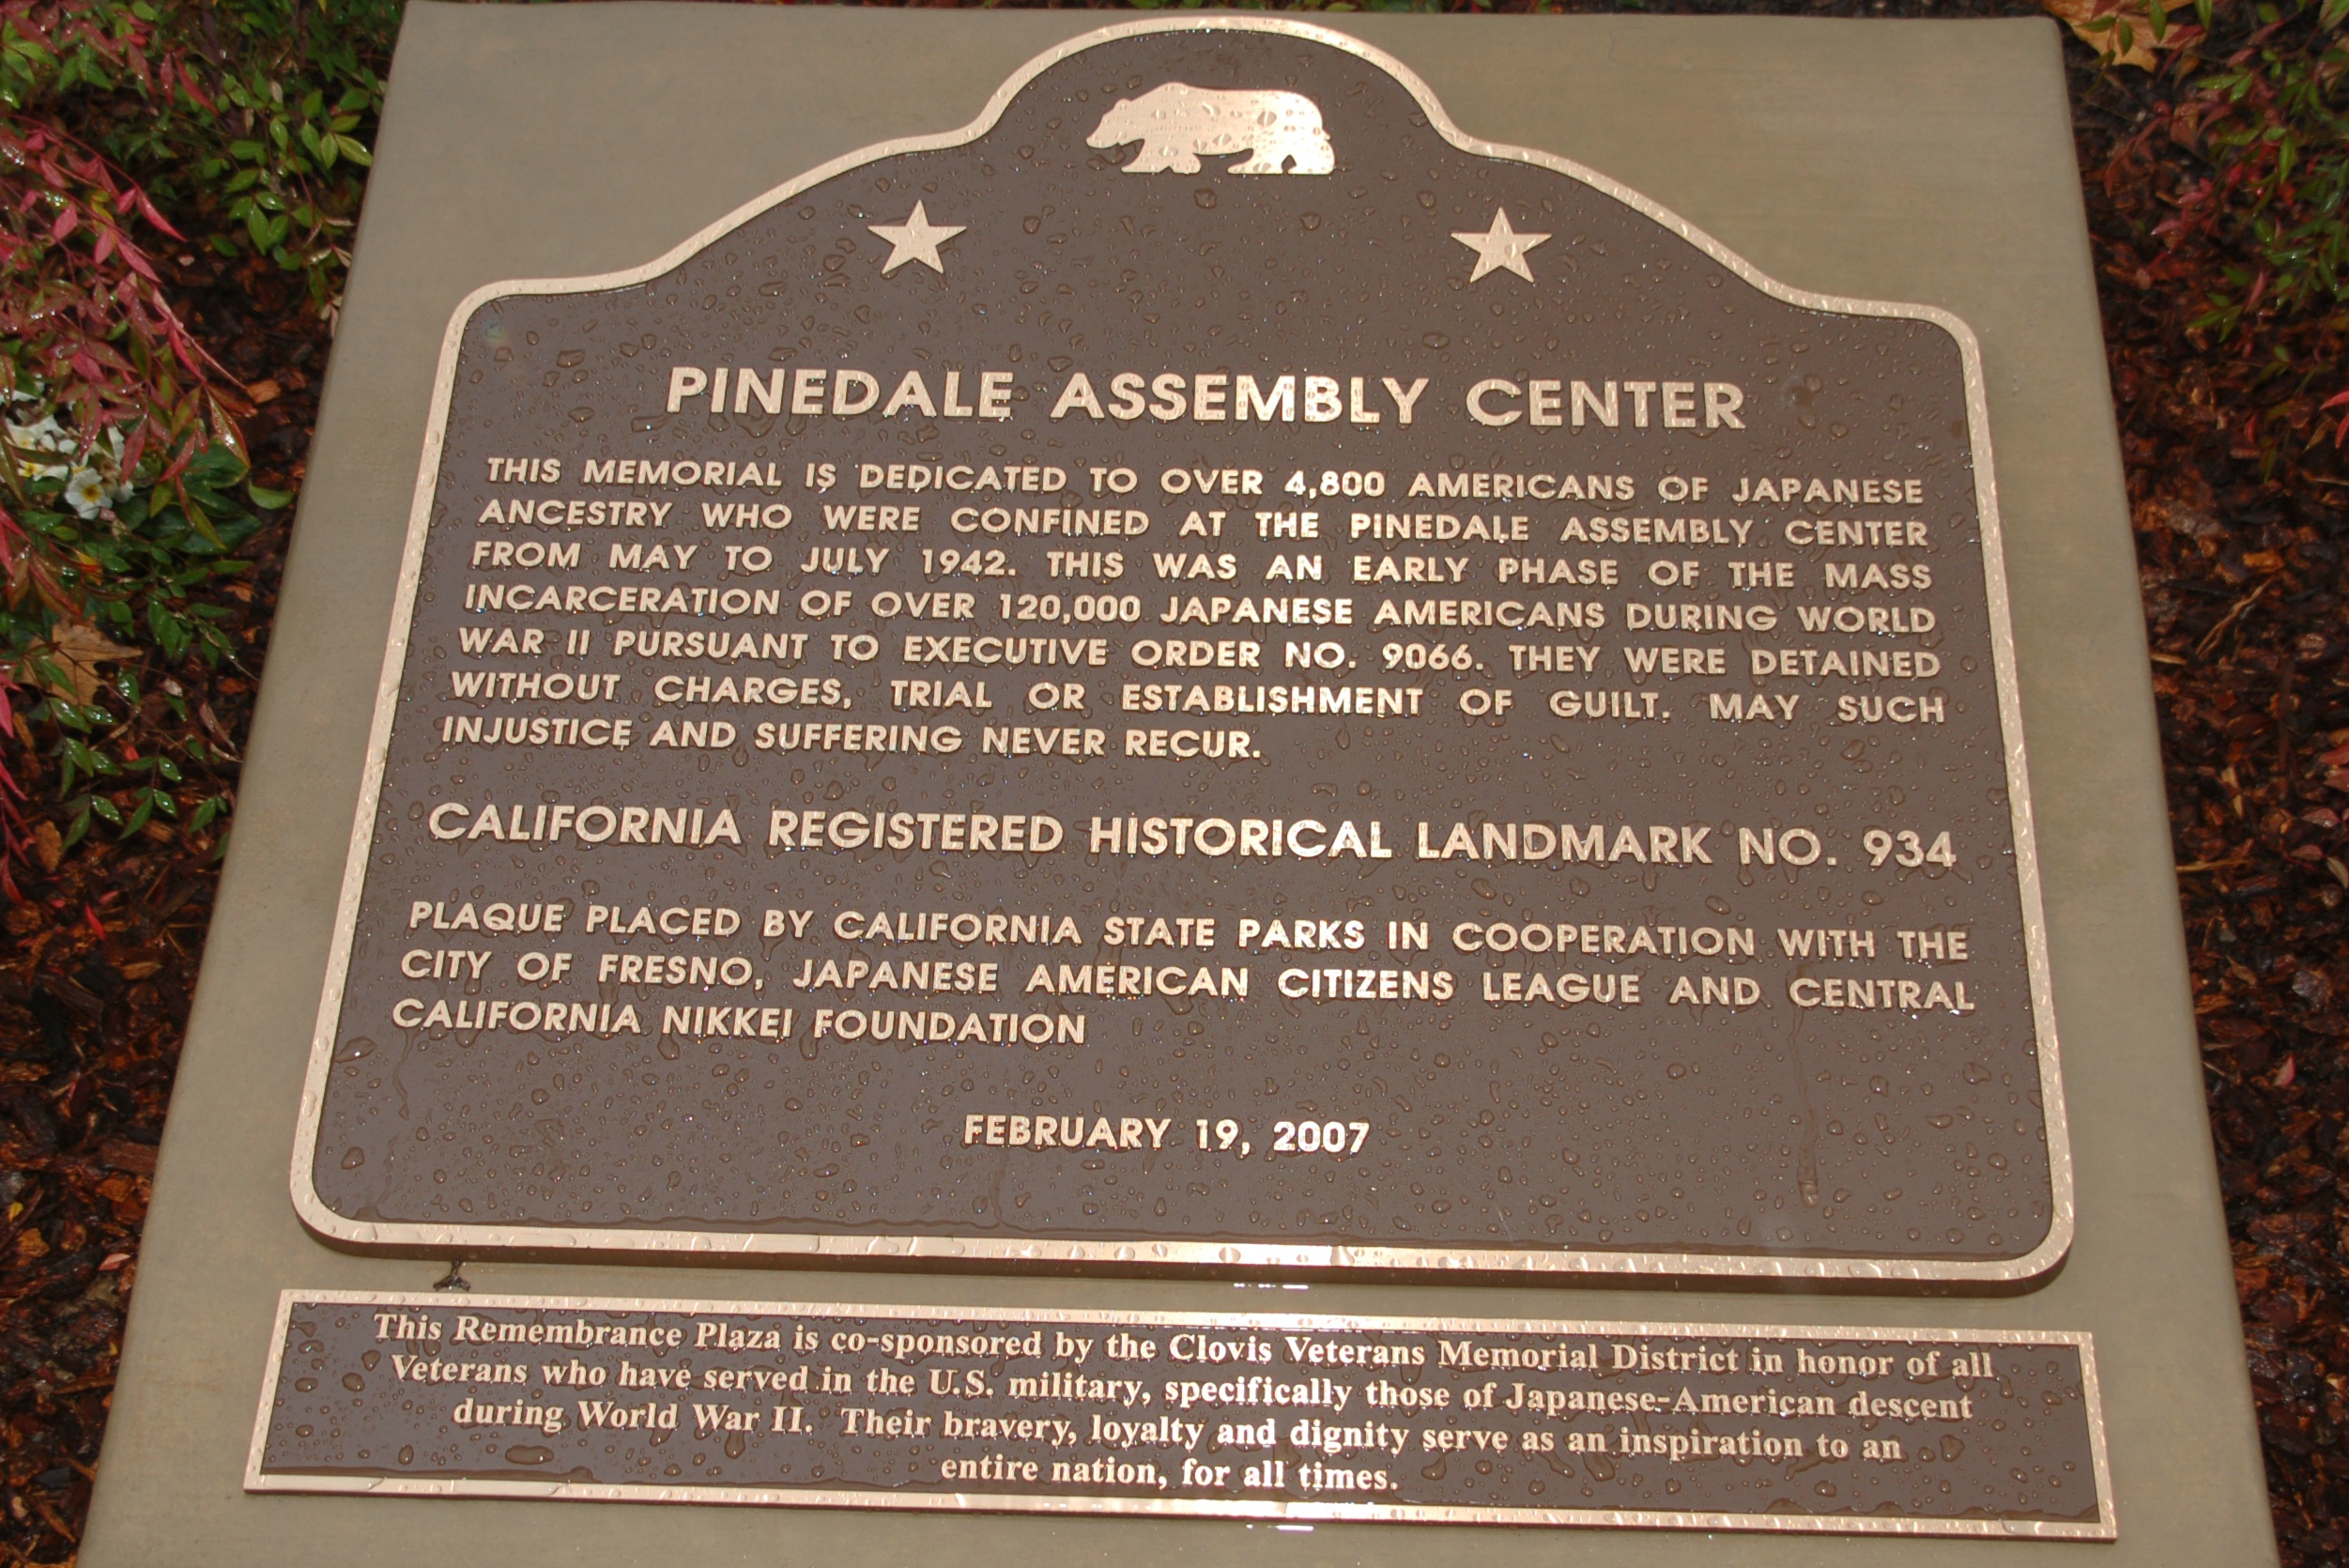 PINEDALE ASSEMBLY CENTER
THIS MEMORIAL IS DEDICATED TO OVER 4,800 AMERICANS OF JAPANESE
ANCESTRY WHO WERE CONFINED AT THE PINEDALE ASSEMBLY CENTER
FROM MAY TO JULY 1942. THIS WAS AN EARLY PHASE OF THE MASS
INCARCERATION OF OVER 120,000 JAPANESE AMERICANS DURING WORLD
WAR II PURSUANT TO EXECUTIVE ORDER NO. 9066. THEY WERE DETAINED
WITHOUT CHARGES, TRIAL OR ESTABLISHMENT OF GUILT. MAY SUCH
INJUSTICE AND SUFFERING NEVER RECUR.
CALIFORNIA REGISTERED HISTORICAL LANDMARK NO. 934
PLAQUE PLACED BY CALIFORNIA STATE PARKS IN COOPERATION WITH THE
CITY OF FRESNO, JAPANESE AMERICAN CITIZENS LEAGUE AND CENTRAL
CALIFORNIA NIKKEI FOUNDATION
FEBRUARY 19, 2007
This Remembrance Plaza is co-sponsored by the Clovis Veterans Memorial District in honor of all
Veterans who have served in the U.S. military, specifically those of Japanese-American descent
during World War II. Their bravery, loyalty and dignity serve as an inspiration to an
entire nation, for all times.